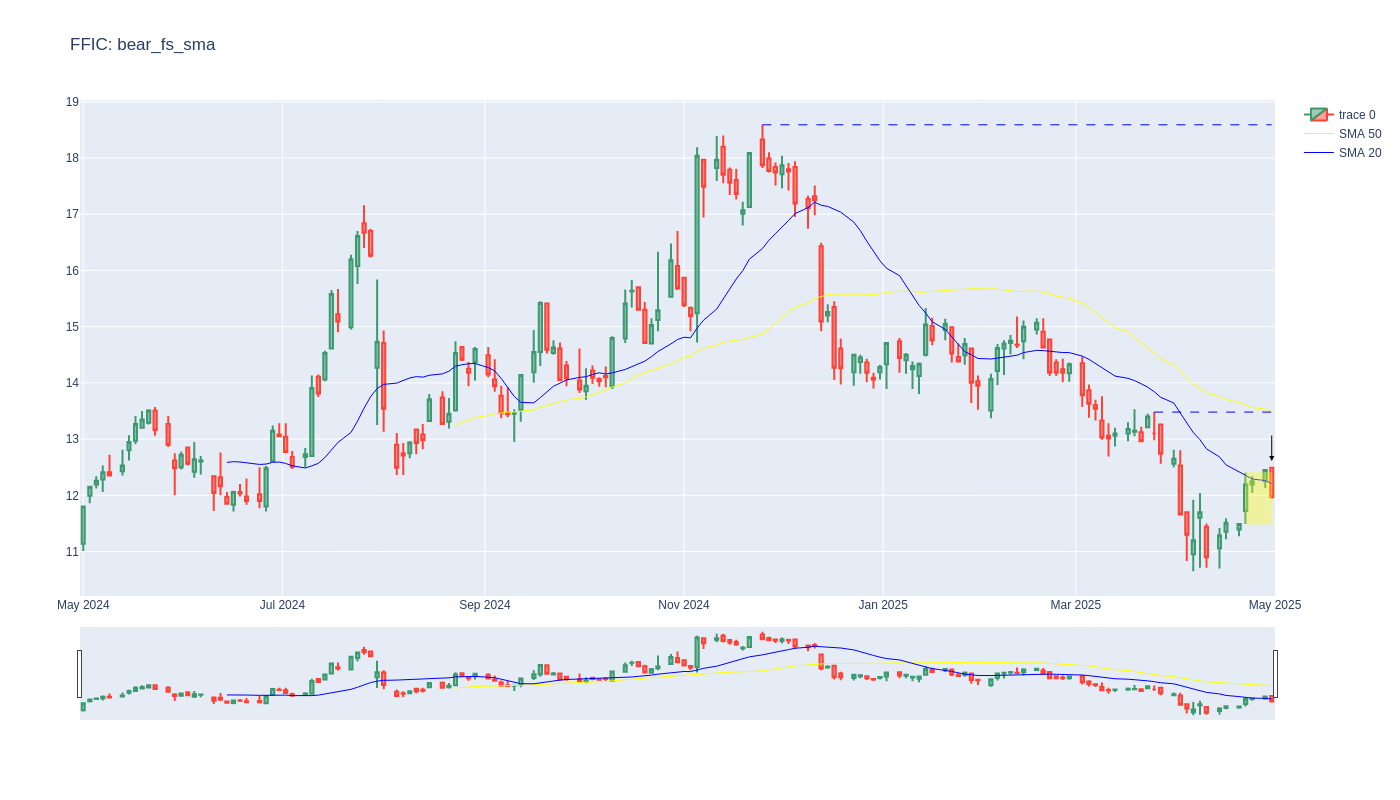 FFIC: bear_fs_sma
trace 0
SMA 50
SMA 20
19
18
17
16
15
14
13
12
11
May 2024
Jul 2024
Sep 2024
Nov 2024
Jan 2025
Mar 2025
May 2025